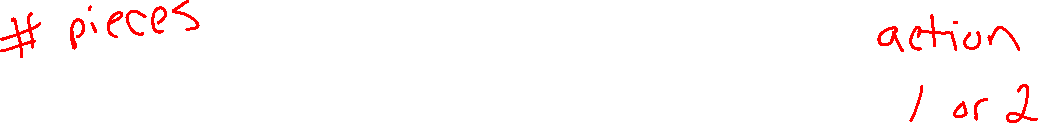 # pieces
action
1 or 2